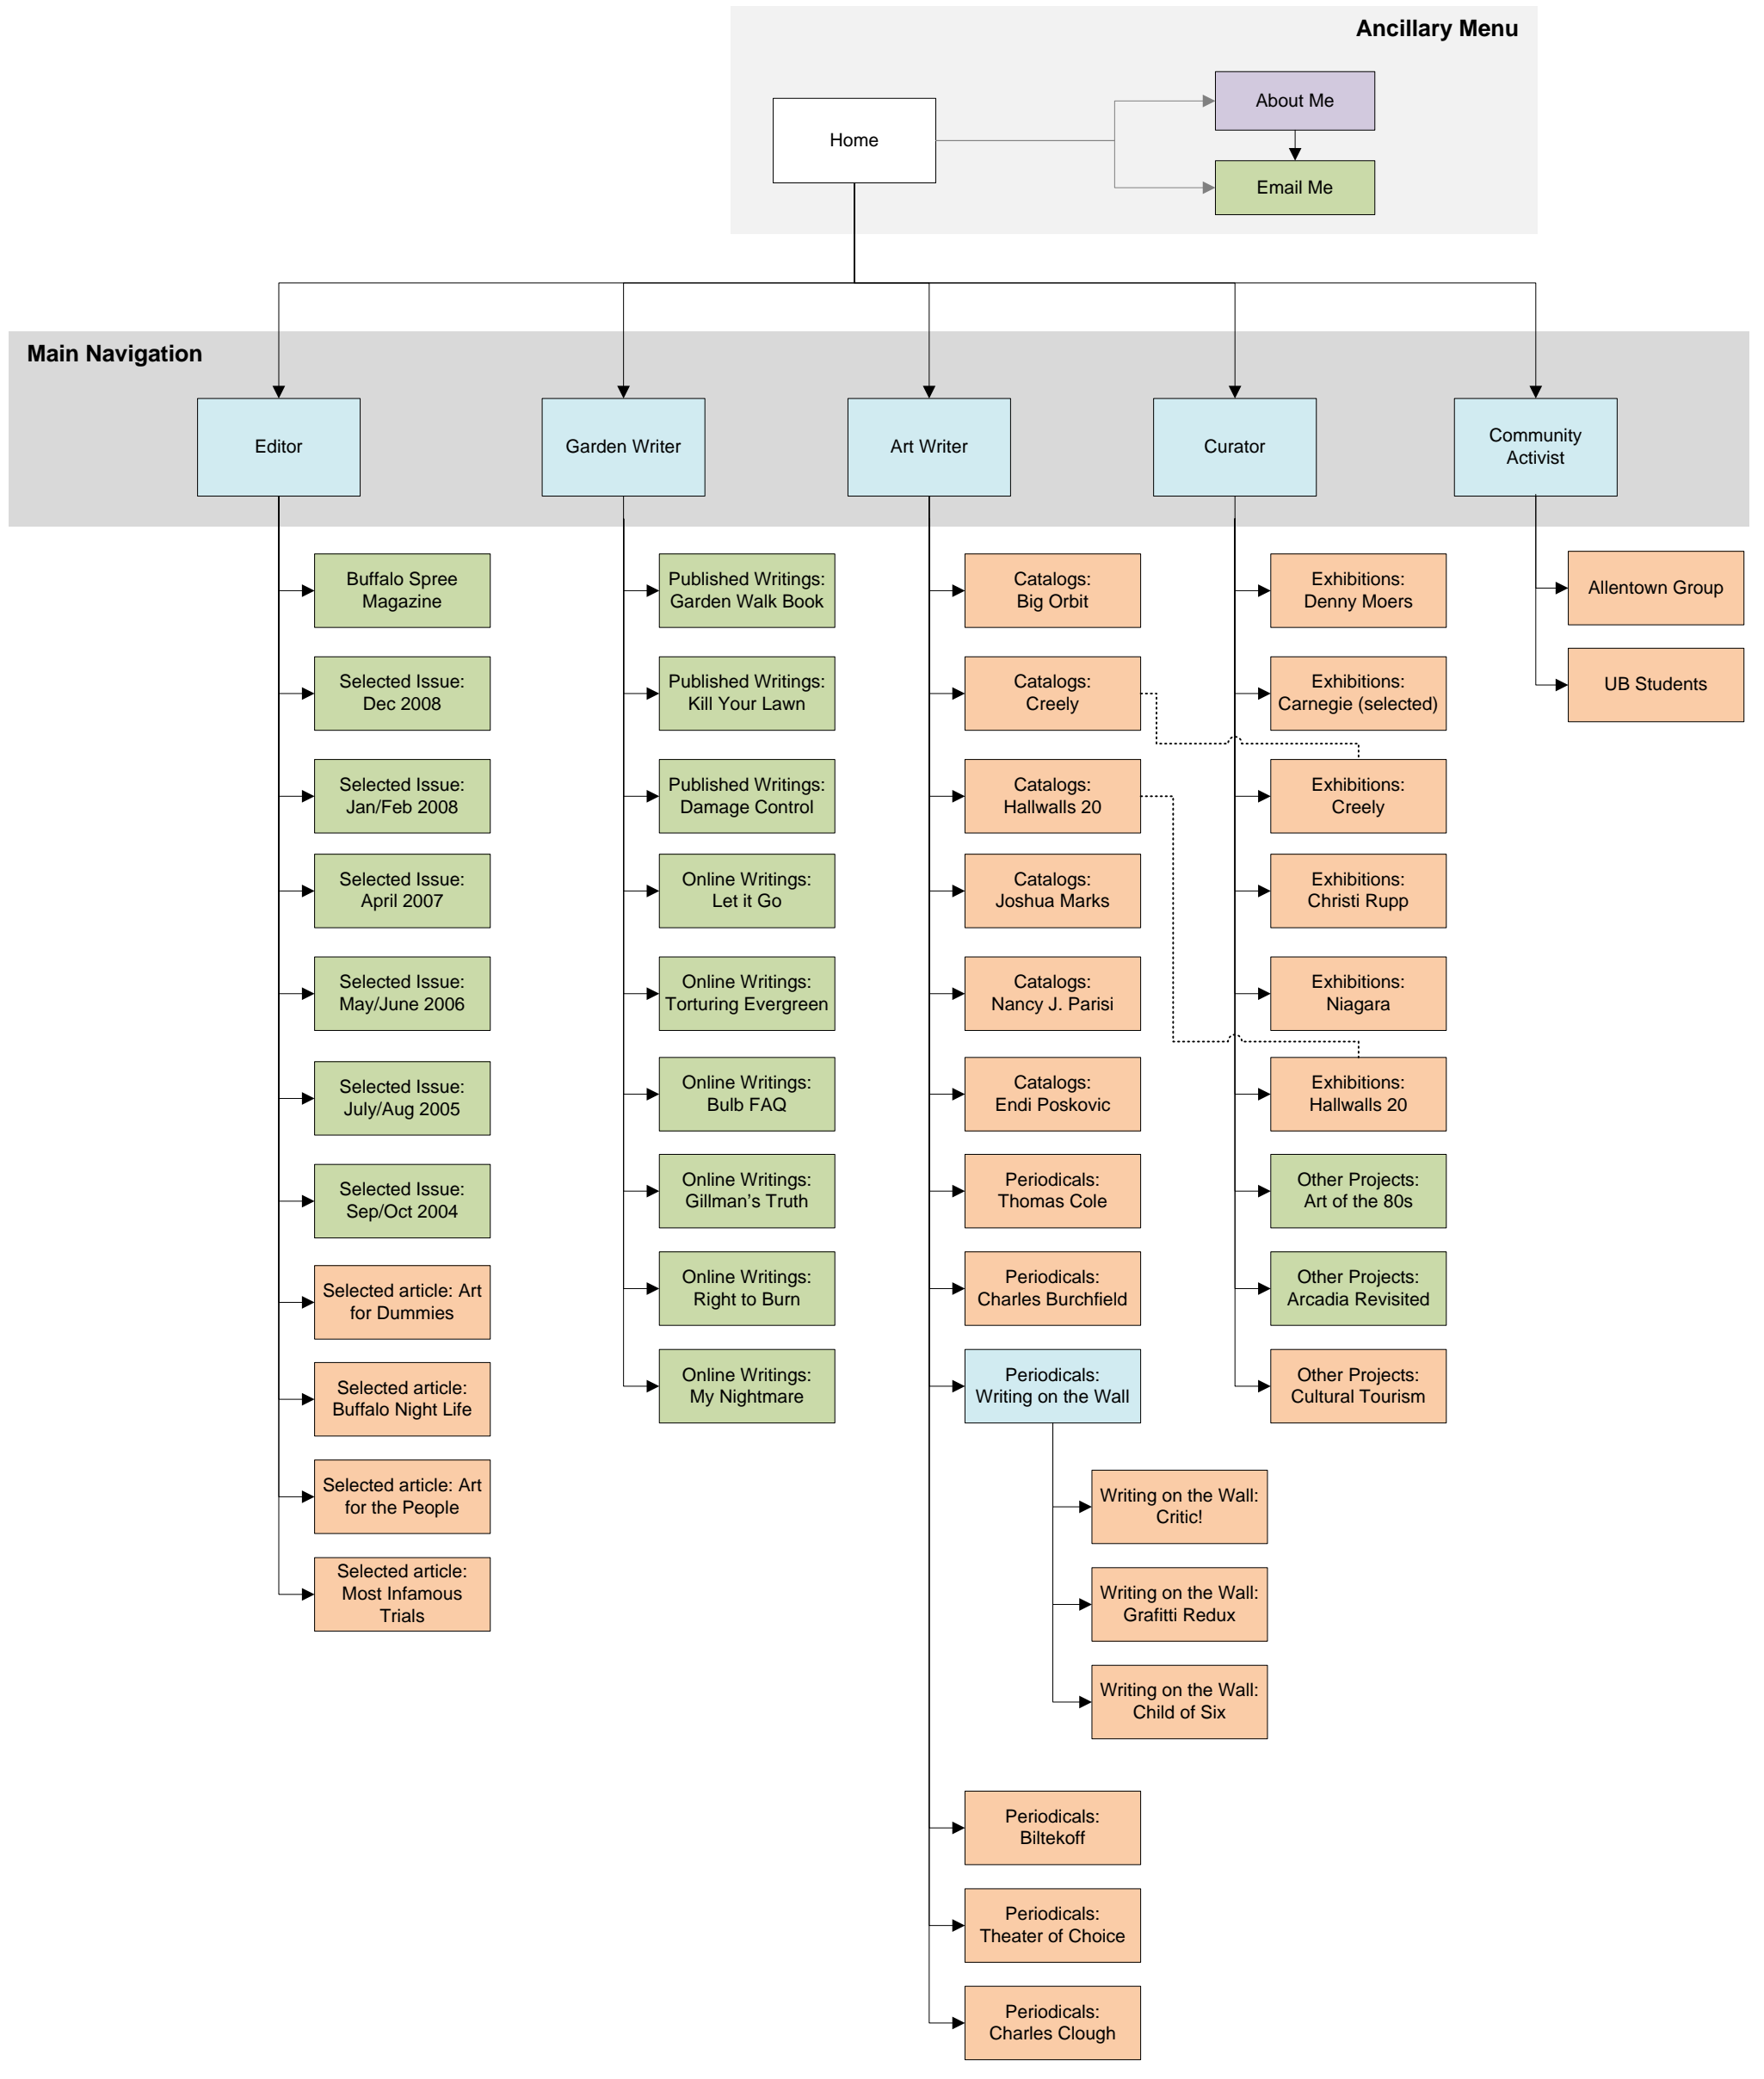 Ancillary Menu
Home
About Me
Email Me
Main Navigation
Editor
Garden Writer
Art Writer
Curator
Community
Activist
Buffalo Spree
Magazine
Selected Issue:
Dec 2008
Selected Issue:
Jan/Feb 2008
Selected Issue:
April 2007
Selected Issue:
May/June 2006
Selected Issue:
July/Aug 2005
Selected Issue:
Sep/Oct 2004
Selected article: Art
for Dummies
Selected article:
Buffalo Night Life
Selected article: Art
for the People
Selected article:
Most Infamous
Trials
Published Writings:
Garden Walk Book
Published Writings:
Kill Your Lawn
Published Writings:
Damage Control
Online Writings:
Let it Go
Online Writings:
Torturing Evergreen
Online Writings:
Bulb FAQ
Online Writings:
Gillman’s Truth
Online Writings:
Right to Burn
Online Writings:
My Nightmare
Catalogs:
Big Orbit
Catalogs:
Creely
Catalogs:
Hallwalls 20
Catalogs:
Joshua Marks
Catalogs:
Nancy J. Parisi
Catalogs:
Endi Poskovic
Periodicals:
Thomas Cole
Periodicals:
Charles Burchfield
Periodicals:
Writing on the Wall
Writing on the Wall:
Critic!
Writing on the Wall:
Grafitti Redux
Writing on the Wall:
Child of Six
Periodicals:
Biltekoff
Periodicals:
Theater of Choice
Periodicals:
Charles Clough
Exhibitions:
Denny Moers
Exhibitions:
Carnegie (selected)
Exhibitions:
Creely
Exhibitions:
Christi Rupp
Exhibitions:
Niagara
Exhibitions:
Hallwalls 20
Other Projects:
Art of the 80s
Other Projects:
Arcadia Revisited
Other Projects:
Cultural Tourism
Allentown Group
UB Students